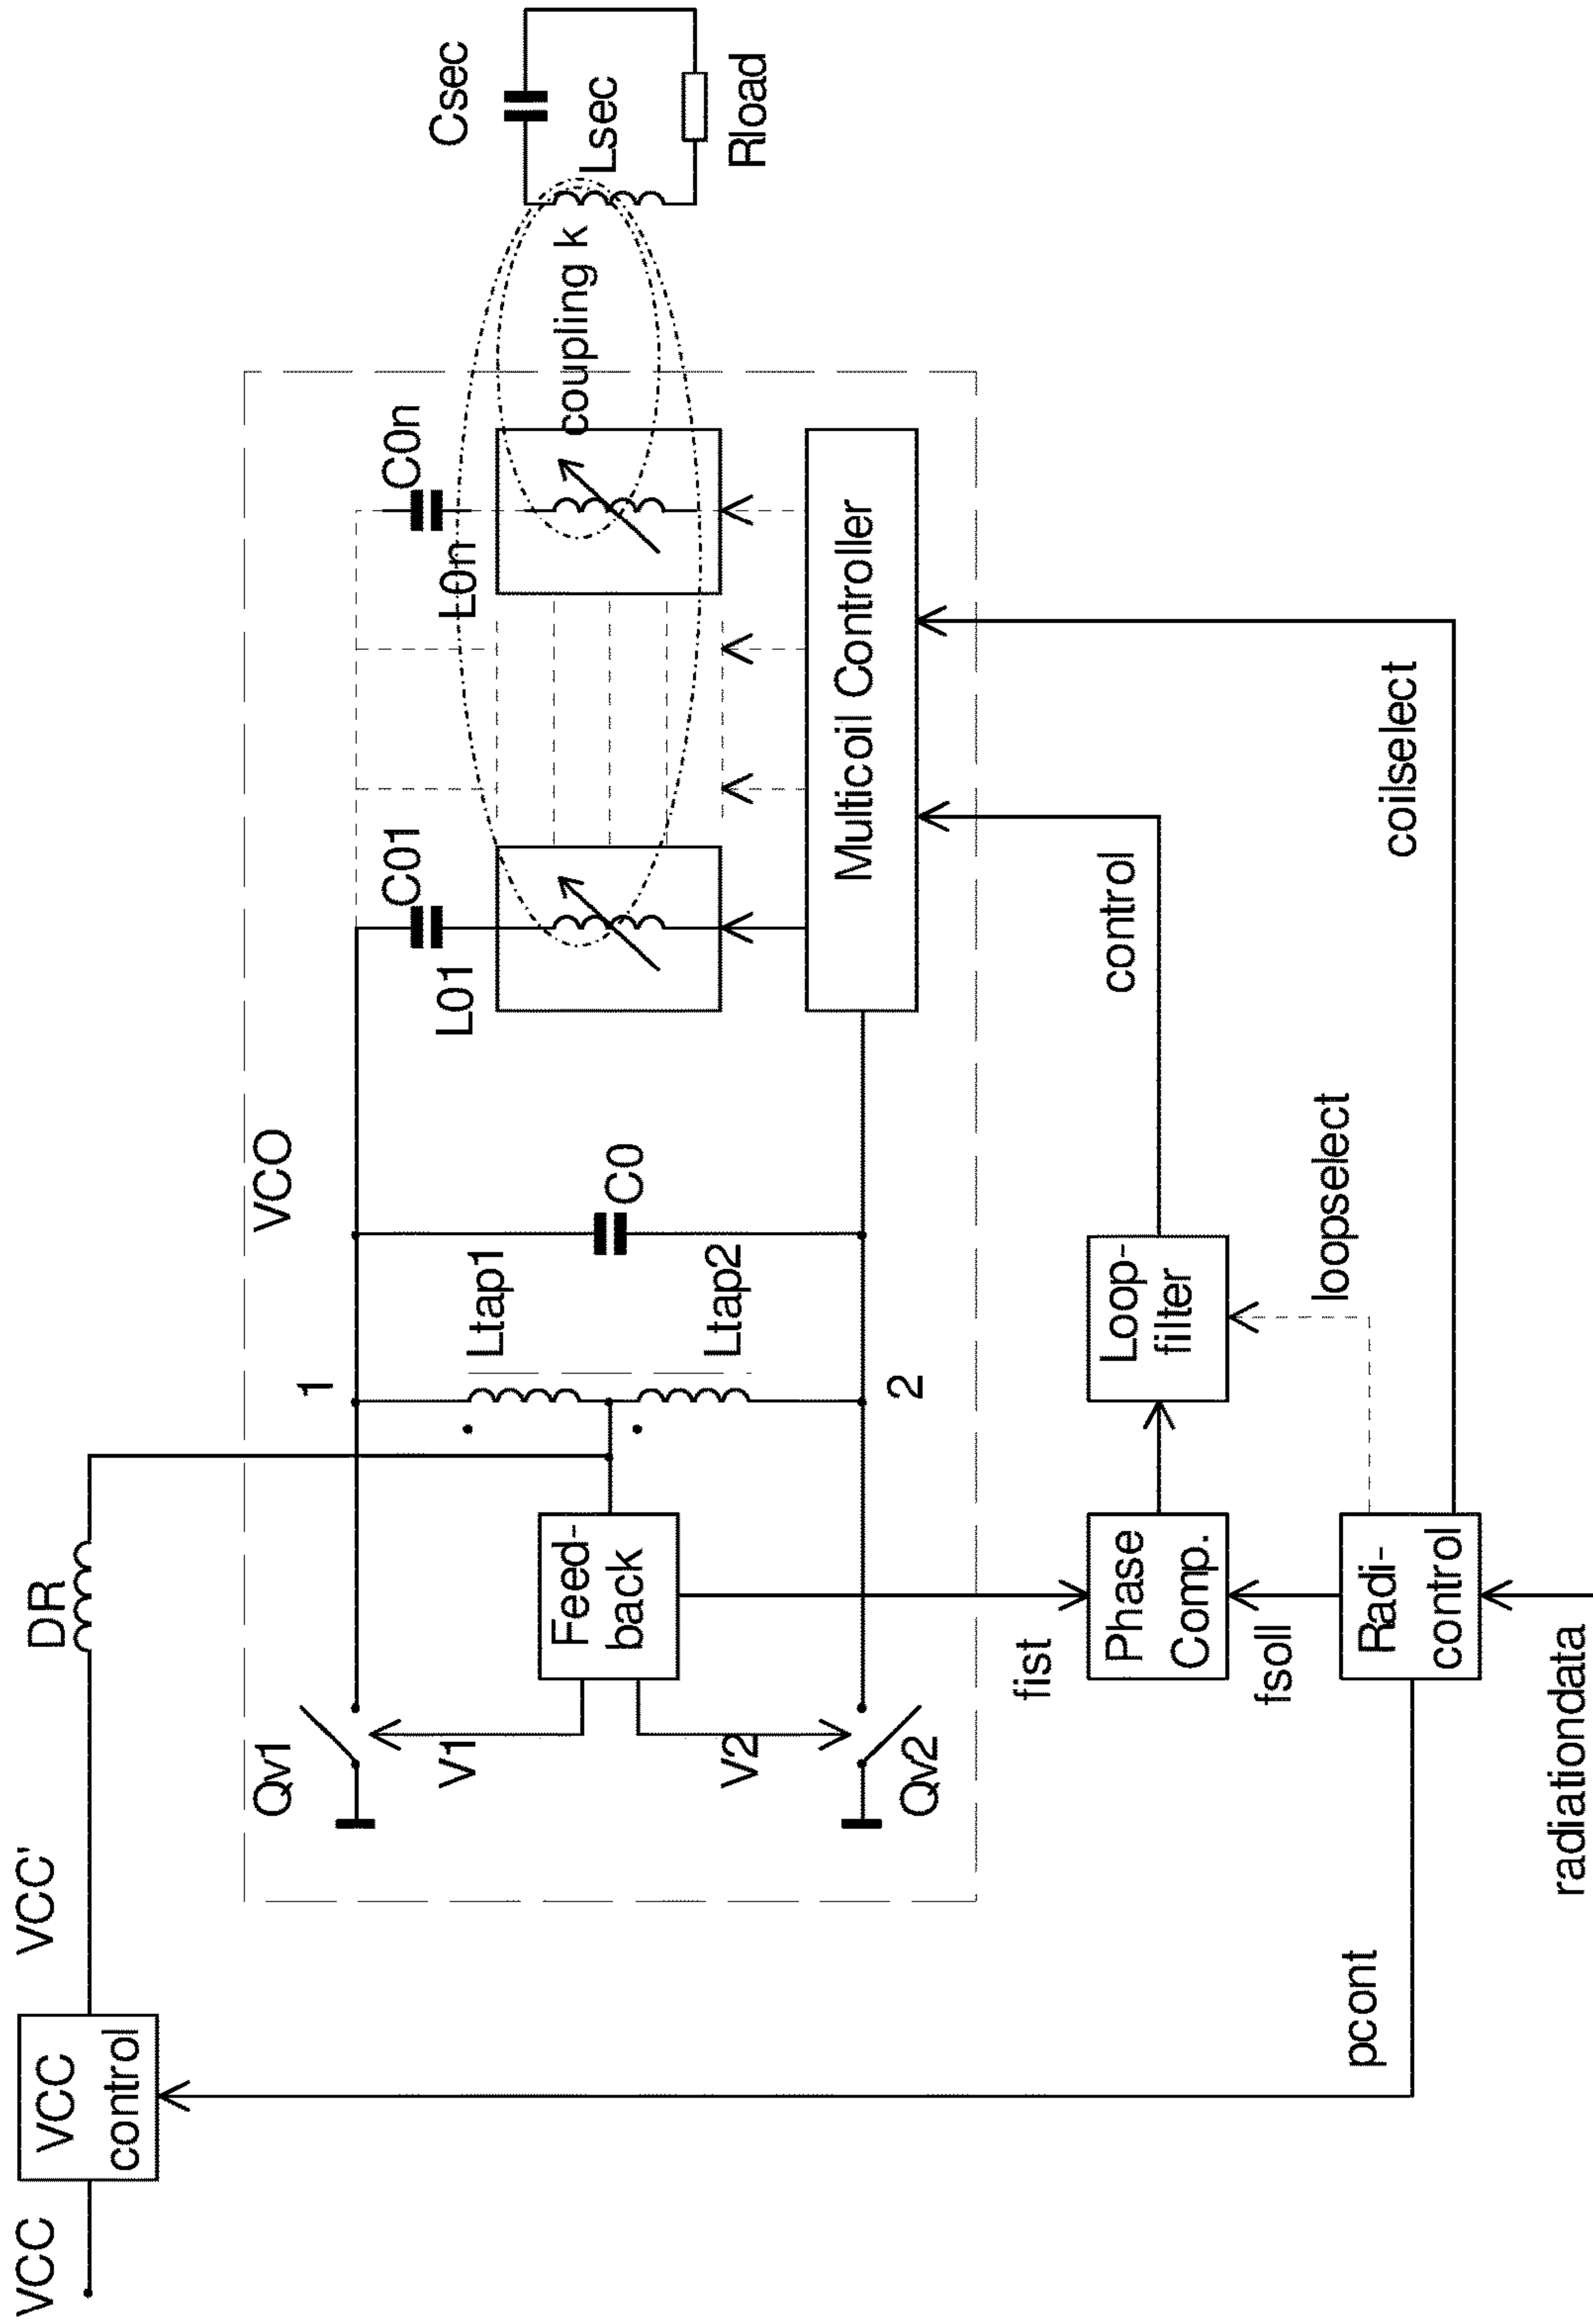 VCC
VCC
control
VCC'
DR
VCO
Qv1
1
V1
Feed-
back
V2
Qv2
2
Ltap1
Ltap2
C0
C01
L01
C0n
L0n
coupling k
Csec
Lsec
Rload
Multicoil Controller
fist
Phase
Comp.
Loop-
filter
control
fsoll
loopselect
coilselect
pcont
Radi-
control
radiationdata